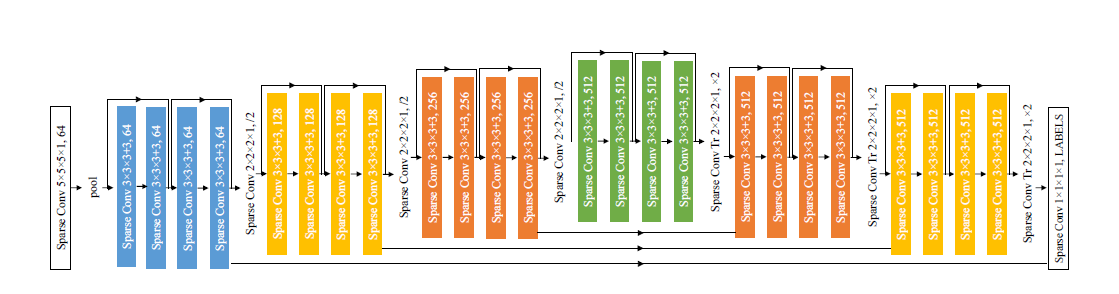 Sparse Conv 5×5×5×1, 64
pool
Sparse Conv 3×3×3+3, 64
Sparse Conv 3×3×3+3, 64
Sparse Conv 3×3×3+3, 64
Sparse Conv 3×3×3+3, 64
Sparse Conv 2×2×2×1, /2
Sparse Conv 3×3×3+3, 128
Sparse Conv 3×3×3+3, 128
Sparse Conv 3×3×3+3, 128
Sparse Conv 3×3×3+3, 128
Sparse Conv 2×2×2×1, /2
Sparse Conv 3×3×3+3, 256
Sparse Conv 3×3×3+3, 256
Sparse Conv 3×3×3+3, 256
Sparse Conv 3×3×3+3, 256
Sparse Conv 2×2×2×1, /2
Sparse Conv 3×3×3+3, 512
Sparse Conv 3×3×3+3, 512
Sparse Conv 3×3×3+3, 512
Sparse Conv 3×3×3+3, 512
Sparse Conv Tr 2×2×2×1, ×2
Sparse Conv 3×3×3+3, 512
Sparse Conv 3×3×3+3, 512
Sparse Conv 3×3×3+3, 512
Sparse Conv 3×3×3+3, 512
Sparse Conv Tr 2×2×2×1, ×2
Sparse Conv 3×3×3+3, 512
Sparse Conv 3×3×3+3, 512
Sparse Conv 3×3×3+3, 512
Sparse Conv 3×3×3+3, 512
Sparse Conv Tr 2×2×2×1, ×2
Sparse Conv 1×1×1×1, LABELS